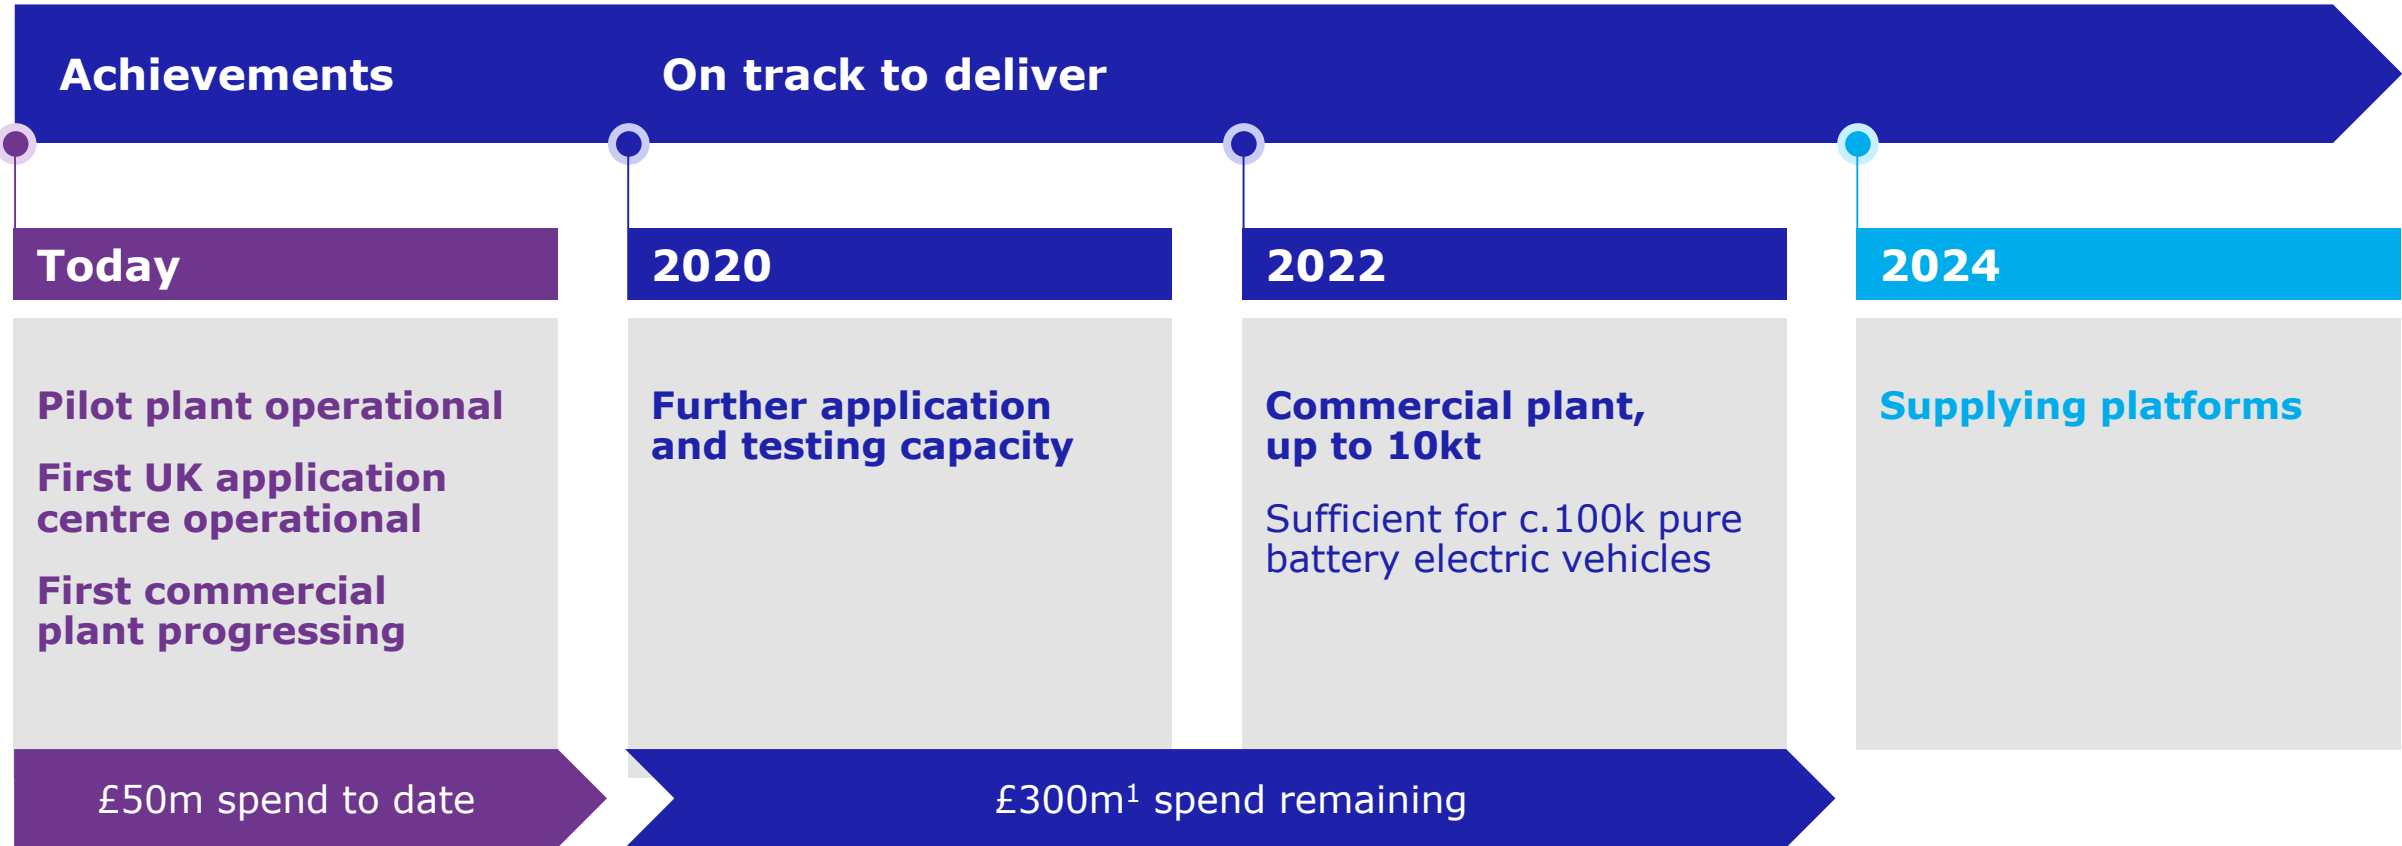 Achievements
On track to deliver
Today
Pilot plant operational
First UK application
centre operational
First commercial
plant progressing
£50m spend to date
2020
Further application
and testing capacity
2022
Commercial plant,
up to 10kt
Sufficient for c.100k pure
battery electric vehicles
£300m¹ spend remaining
2024
Supplying platforms